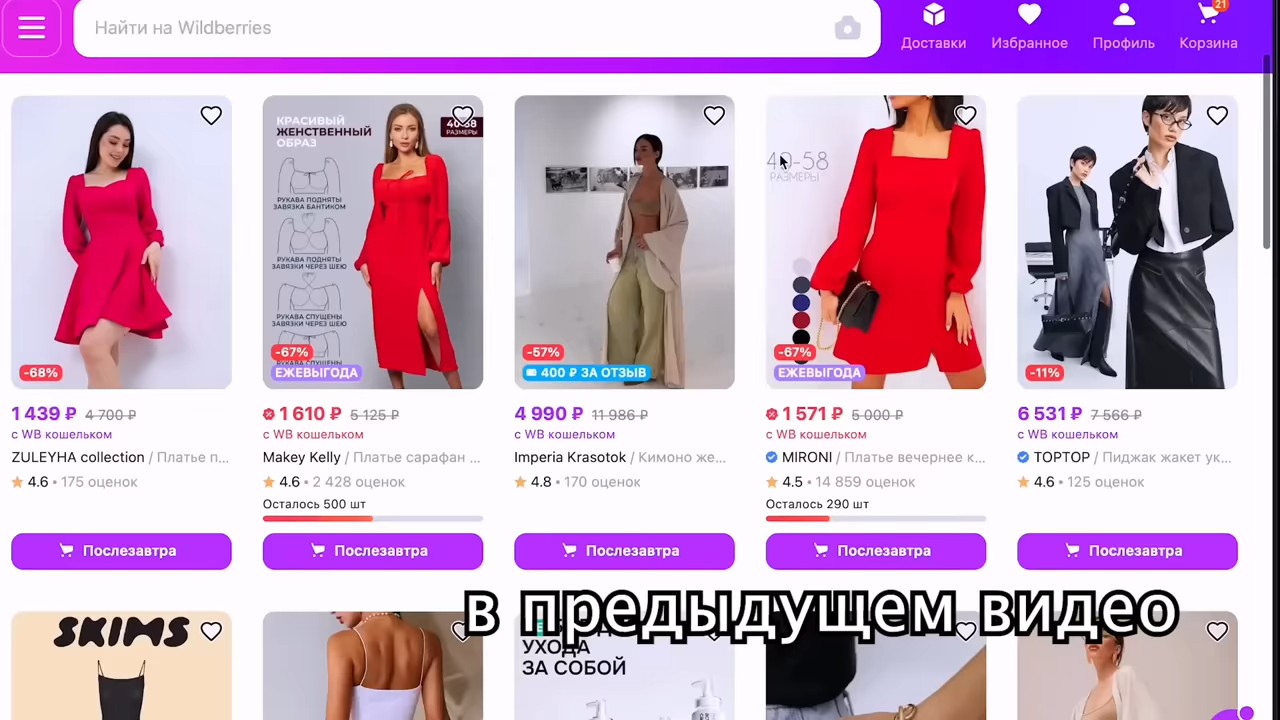 Найти на Wildberries
Доставки
Избранное
Профиль
21
Корзина
-68%
КРАСИВЫЙ
ЖЕНСТВЕННЫЙ
ОБРАЗ
РАЗМЕРЫ
РУКАВА ПОДНЯТЫ
ЗАВЯЗКА БАНТИКОМ
РУКАВА ПОДНЯТЫ
ЗАВЯЗКИ ЧЕРЕЗ ШЕЮ
РУКАВА СПУЩЕНЫ
ЗАВЯЗКИ ЧЕРЕЗ ШЕЮ
РУКАВА СПУЩЕНЫ
-67%
ЕЖЕВЫГОДА
-57%
400 ₽ ЗА ОТЗЫВ
40-58
РАЗМЕРЫ
-67%
ЕЖЕВЫГОДА
-11%
1 439 ₽ 4 700 ₽
с WB кошельком
ZULEYHA collection / Платье п...
4.6 • 175 оценок
Послезавтра
1 610 ₽ 5 125 ₽
с WB кошельком
Makey Kelly / Платье сарафан ...
4.6 • 2 428 оценок
Осталось 500 шт
Послезавтра
4 990 ₽ 11 986 ₽
с WB кошельком
Imperia Krasotok / Кимоно же...
4.8 • 170 оценок
Послезавтра
1 571 ₽ 5 000 ₽
с WB кошельком
MIRONI / Платье вечернее к...
4.5 • 14 859 оценок
Осталось 290 шт
Послезавтра
6 531 ₽ 7 566 ₽
с WB кошельком
TOPTOP / Пиджак жакет ук...
4.6 • 125 оценок
Послезавтра
в предыдущем видео
SKIMS
УХОДА
ЗА СОБОЙ